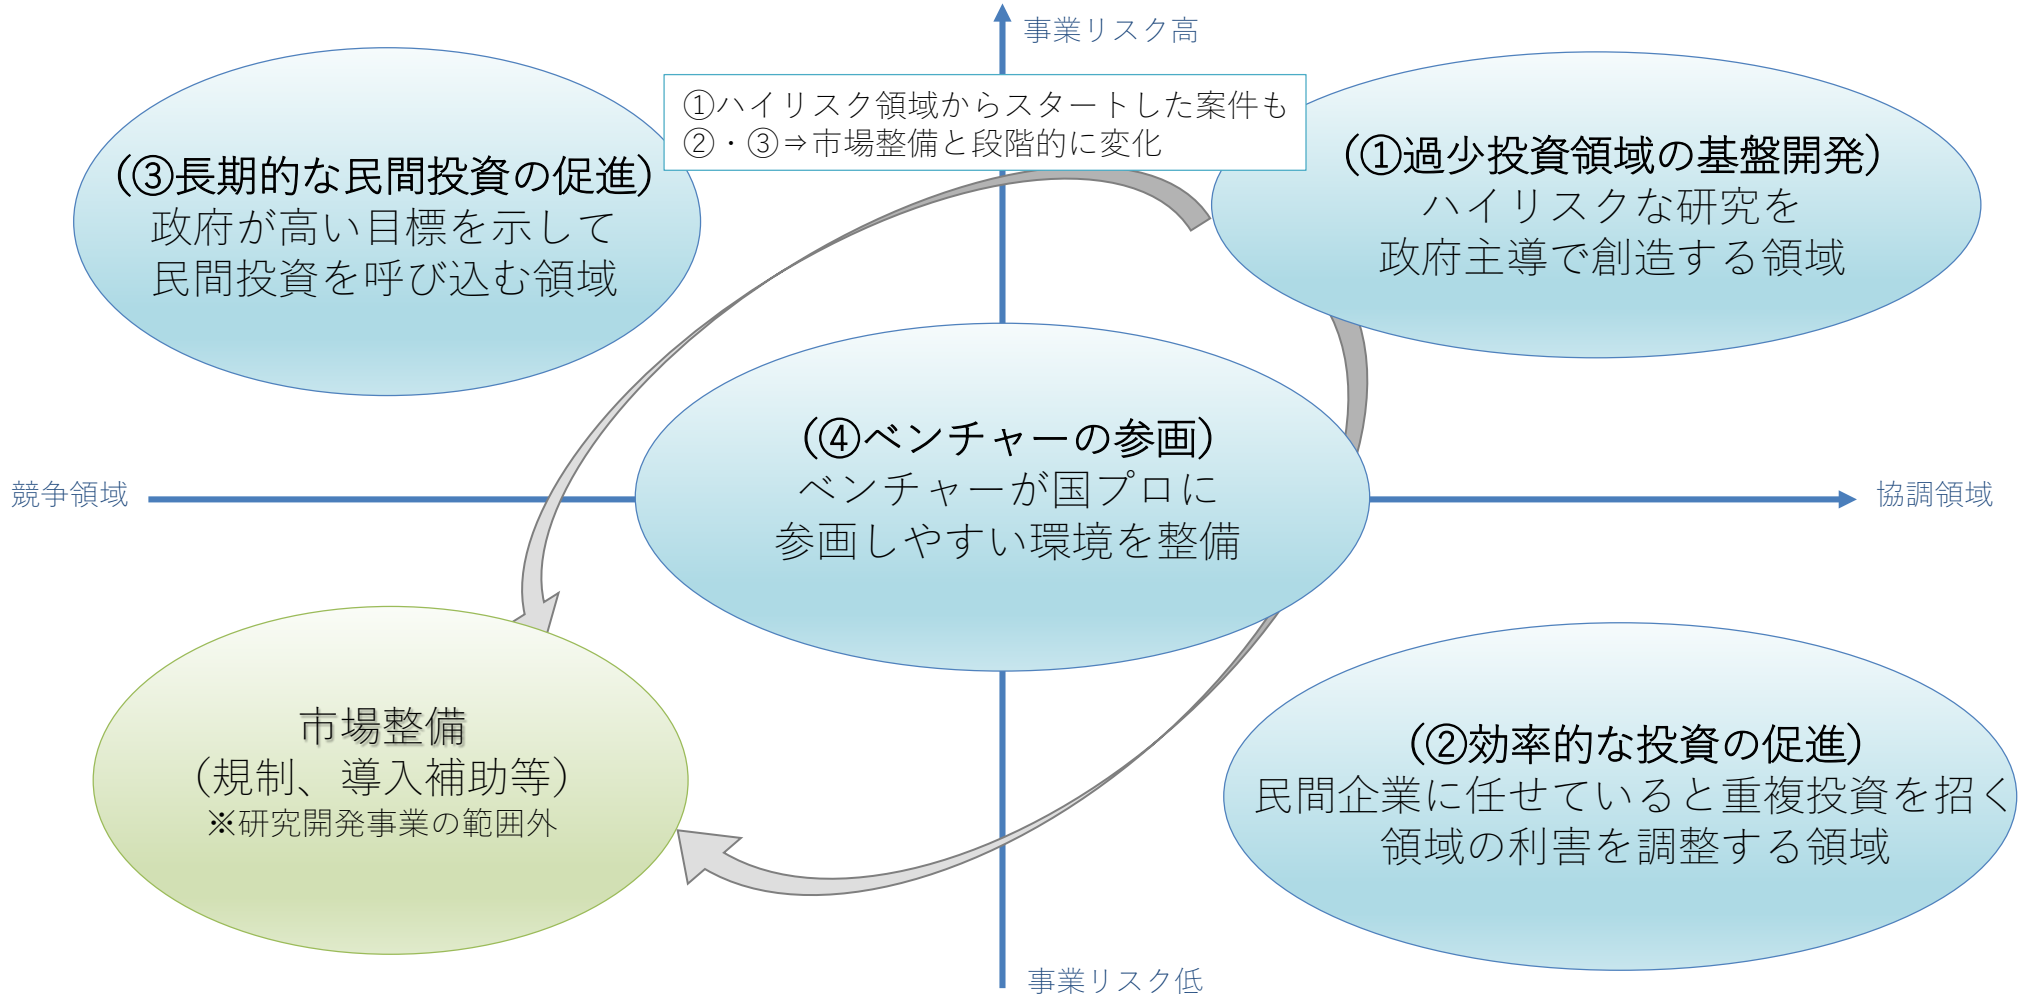 事業リスク高
①ハイリスク領域からスタートした案件も
②・③⇒市場整備と段階的に変化
(③長期的な民間投資の促進)
政府が高い目標を示して
民間投資を呼び込む領域
(①過少投資領域の基盤開発)
ハイリスクな研究を
政府主導で創造する領域
(④ベンチャーの参画)
ベンチャーが国プロに
参画しやすい環境を整備
競争領域
協調領域
市場整備
(規制、導入補助等)
※研究開発事業の範囲外
(②効率的な投資の促進)
民間企業に任せていると重複投資を招く
領域の利害を調整する領域
事業リスク低